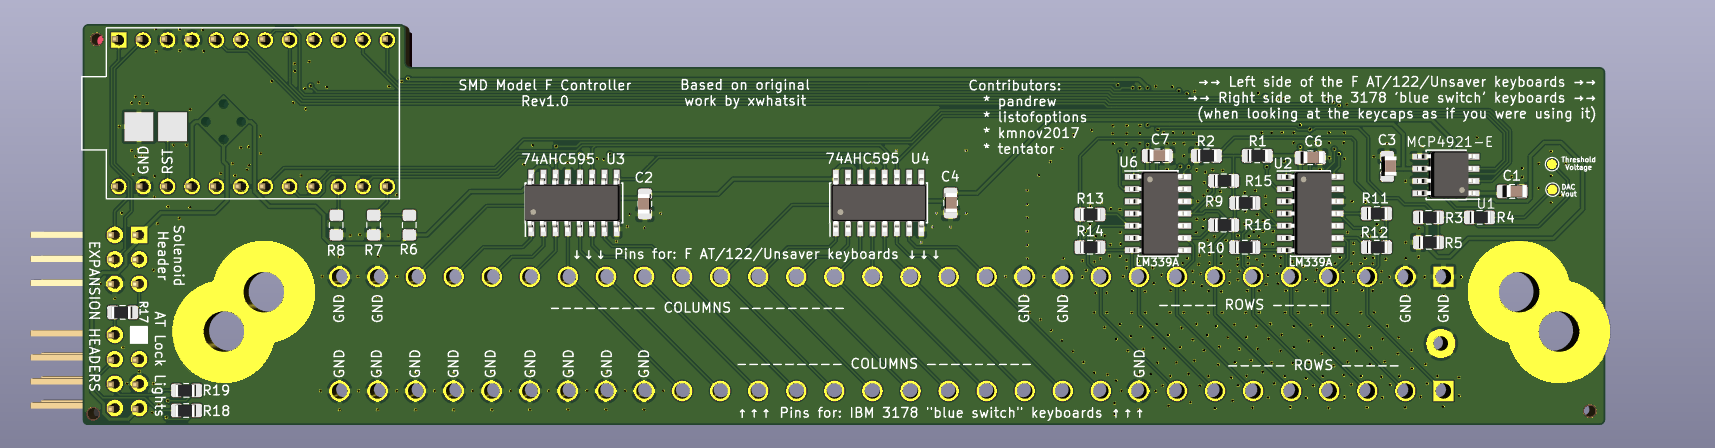 SMD Model F Controller
Rev1.0
Based on original
work by xwhatsit
Contributors:
* pandrew
* listofoptions
* kmnov2017
* tentator
→→ Left side of the F AT/122/Unsaver keyboards →→
→→ Right side ot the 3178 'blue switch' keyboards →→
(when looking at the keycaps as if you were using it)
GND
RST
74AHC595 U3
C2
74AHC595 U4
C4
U6
C7
R2
R1
C6
U2
C3
MCP4921-E
C1
Threshold
Voltage
DAC
Vout
R15
R13
R9
R11
R16
R14
R10
R12
LM339A
LM339A
U1
R3
R4
R5
R8
R7
R6
Solenoid
Header
EXPANSION HEADERS
R17
AT Lock Lights
R19
R18
↓↓↓ Pins for: F AT/122/Unsaver keyboards ↓↓↓
GND
GND
--------- COLUMNS ---------
GND
GND
----- ROWS -----
GND
GND
GND
GND
GND
GND
GND
GND
GND
GND
GND
--------- COLUMNS ---------
GND
----- ROWS -----
↑↑↑ Pins for: IBM 3178 "blue switch" keyboards ↑↑↑